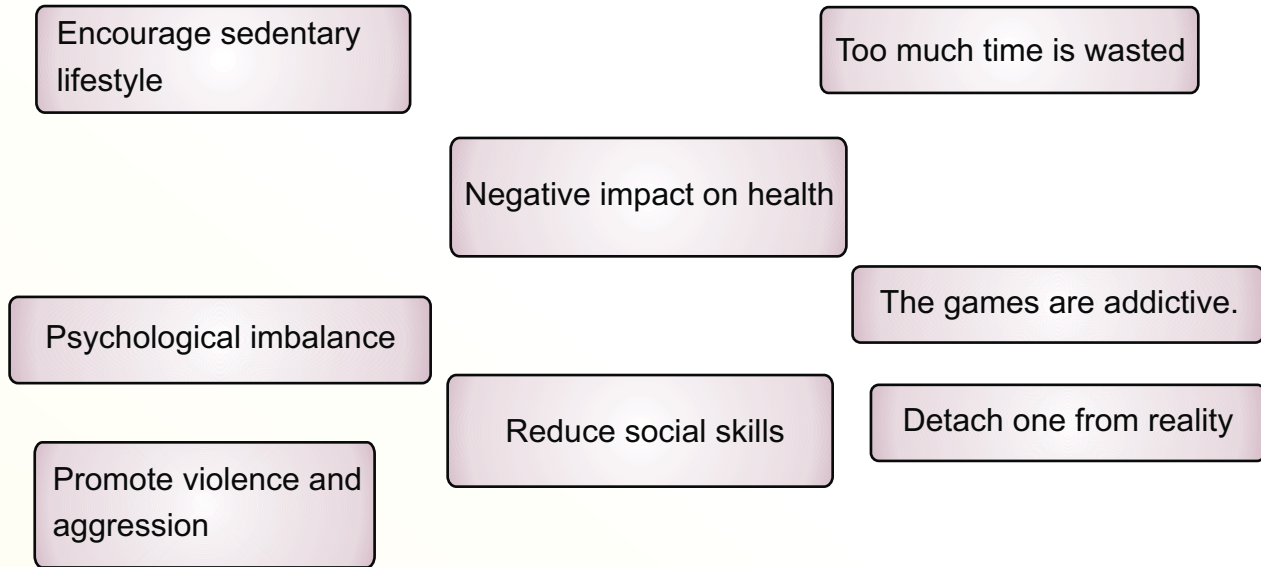 Encourage sedentary
lifestyle
Too much time is wasted
Negative impact on health
The games are addictive.
Psychological imbalance
Reduce social skills
Detach one from reality
Promote violence and
aggression